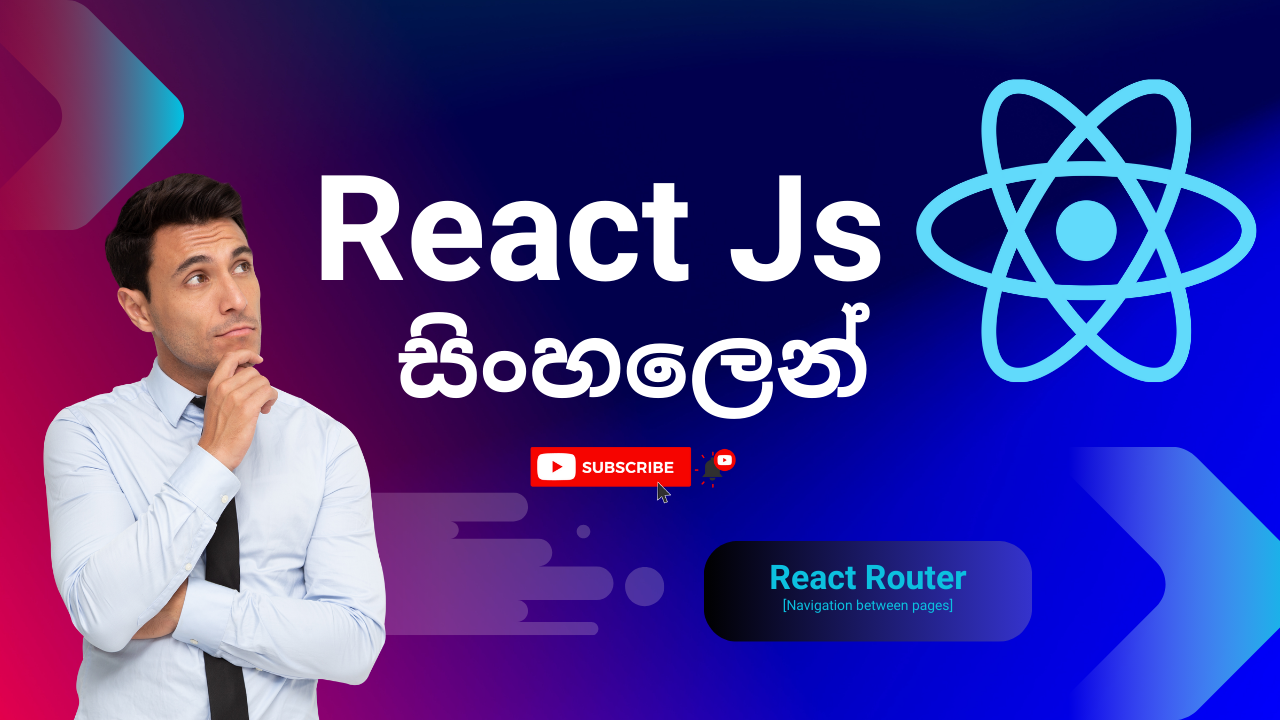 React Js
සිංහලෙන්
SUBSCRIBE
React Router
[Navigation between pages]